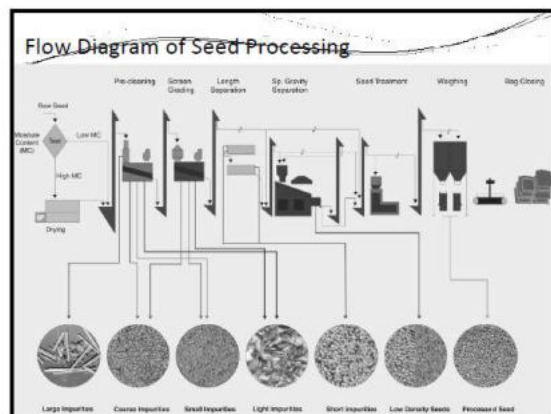 Flow Diagram of Seed Processing
Pre-cleaning
Screen
Grading
Length
Separation
Sp. Gravity
Separation
Seed Treatment
Weighing
Bag Closing
Raw Seed
Moisture
Content
(MC)
Test
Low MC
High MC
Drying
Large Impurities
Coarse Impurities
Small Impurities
Light Impurities
Short Impurities
Low Density Seeds
Processed Seed